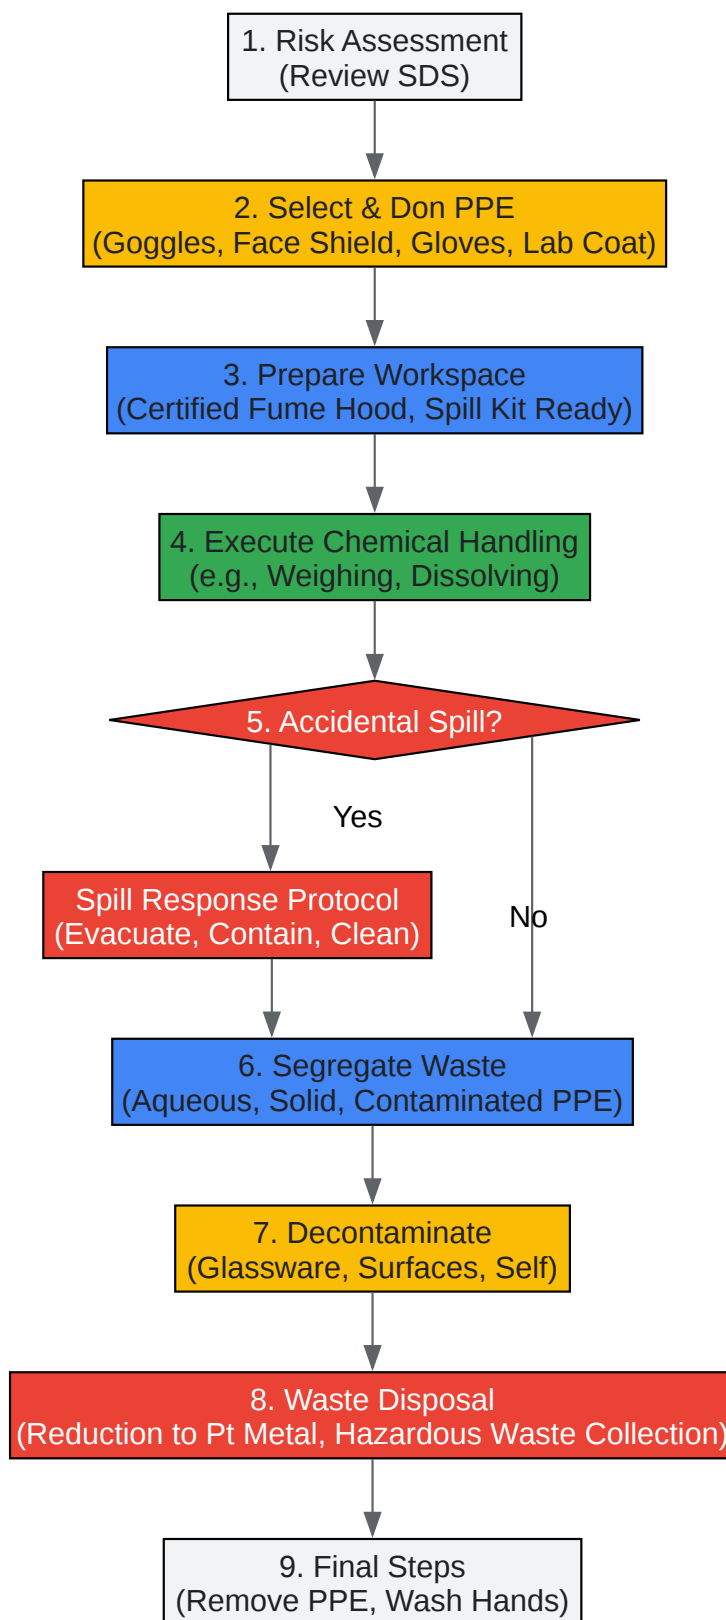 1. Risk Assessment
(Review SDS)
2. Select & Don PPE
(Goggles, Face Shield, Gloves, Lab Coat)
3. Prepare Workspace
(Certified Fume Hood, Spill Kit Ready)
4. Execute Chemical Handling
(e.g., Weighing, Dissolving)
5. Accidental Spill?
Yes
Spill Response Protocol
(Evacuate, Contain, Clean)
No
6. Segregate Waste
(Aqueous, Solid, Contaminated PPE)
7. Decontaminate
(Glassware, Surfaces, Self)
8. Waste Disposal
(Reduction to Pt Metal, Hazardous Waste Collection)
9. Final Steps
(Remove PPE, Wash Hands)